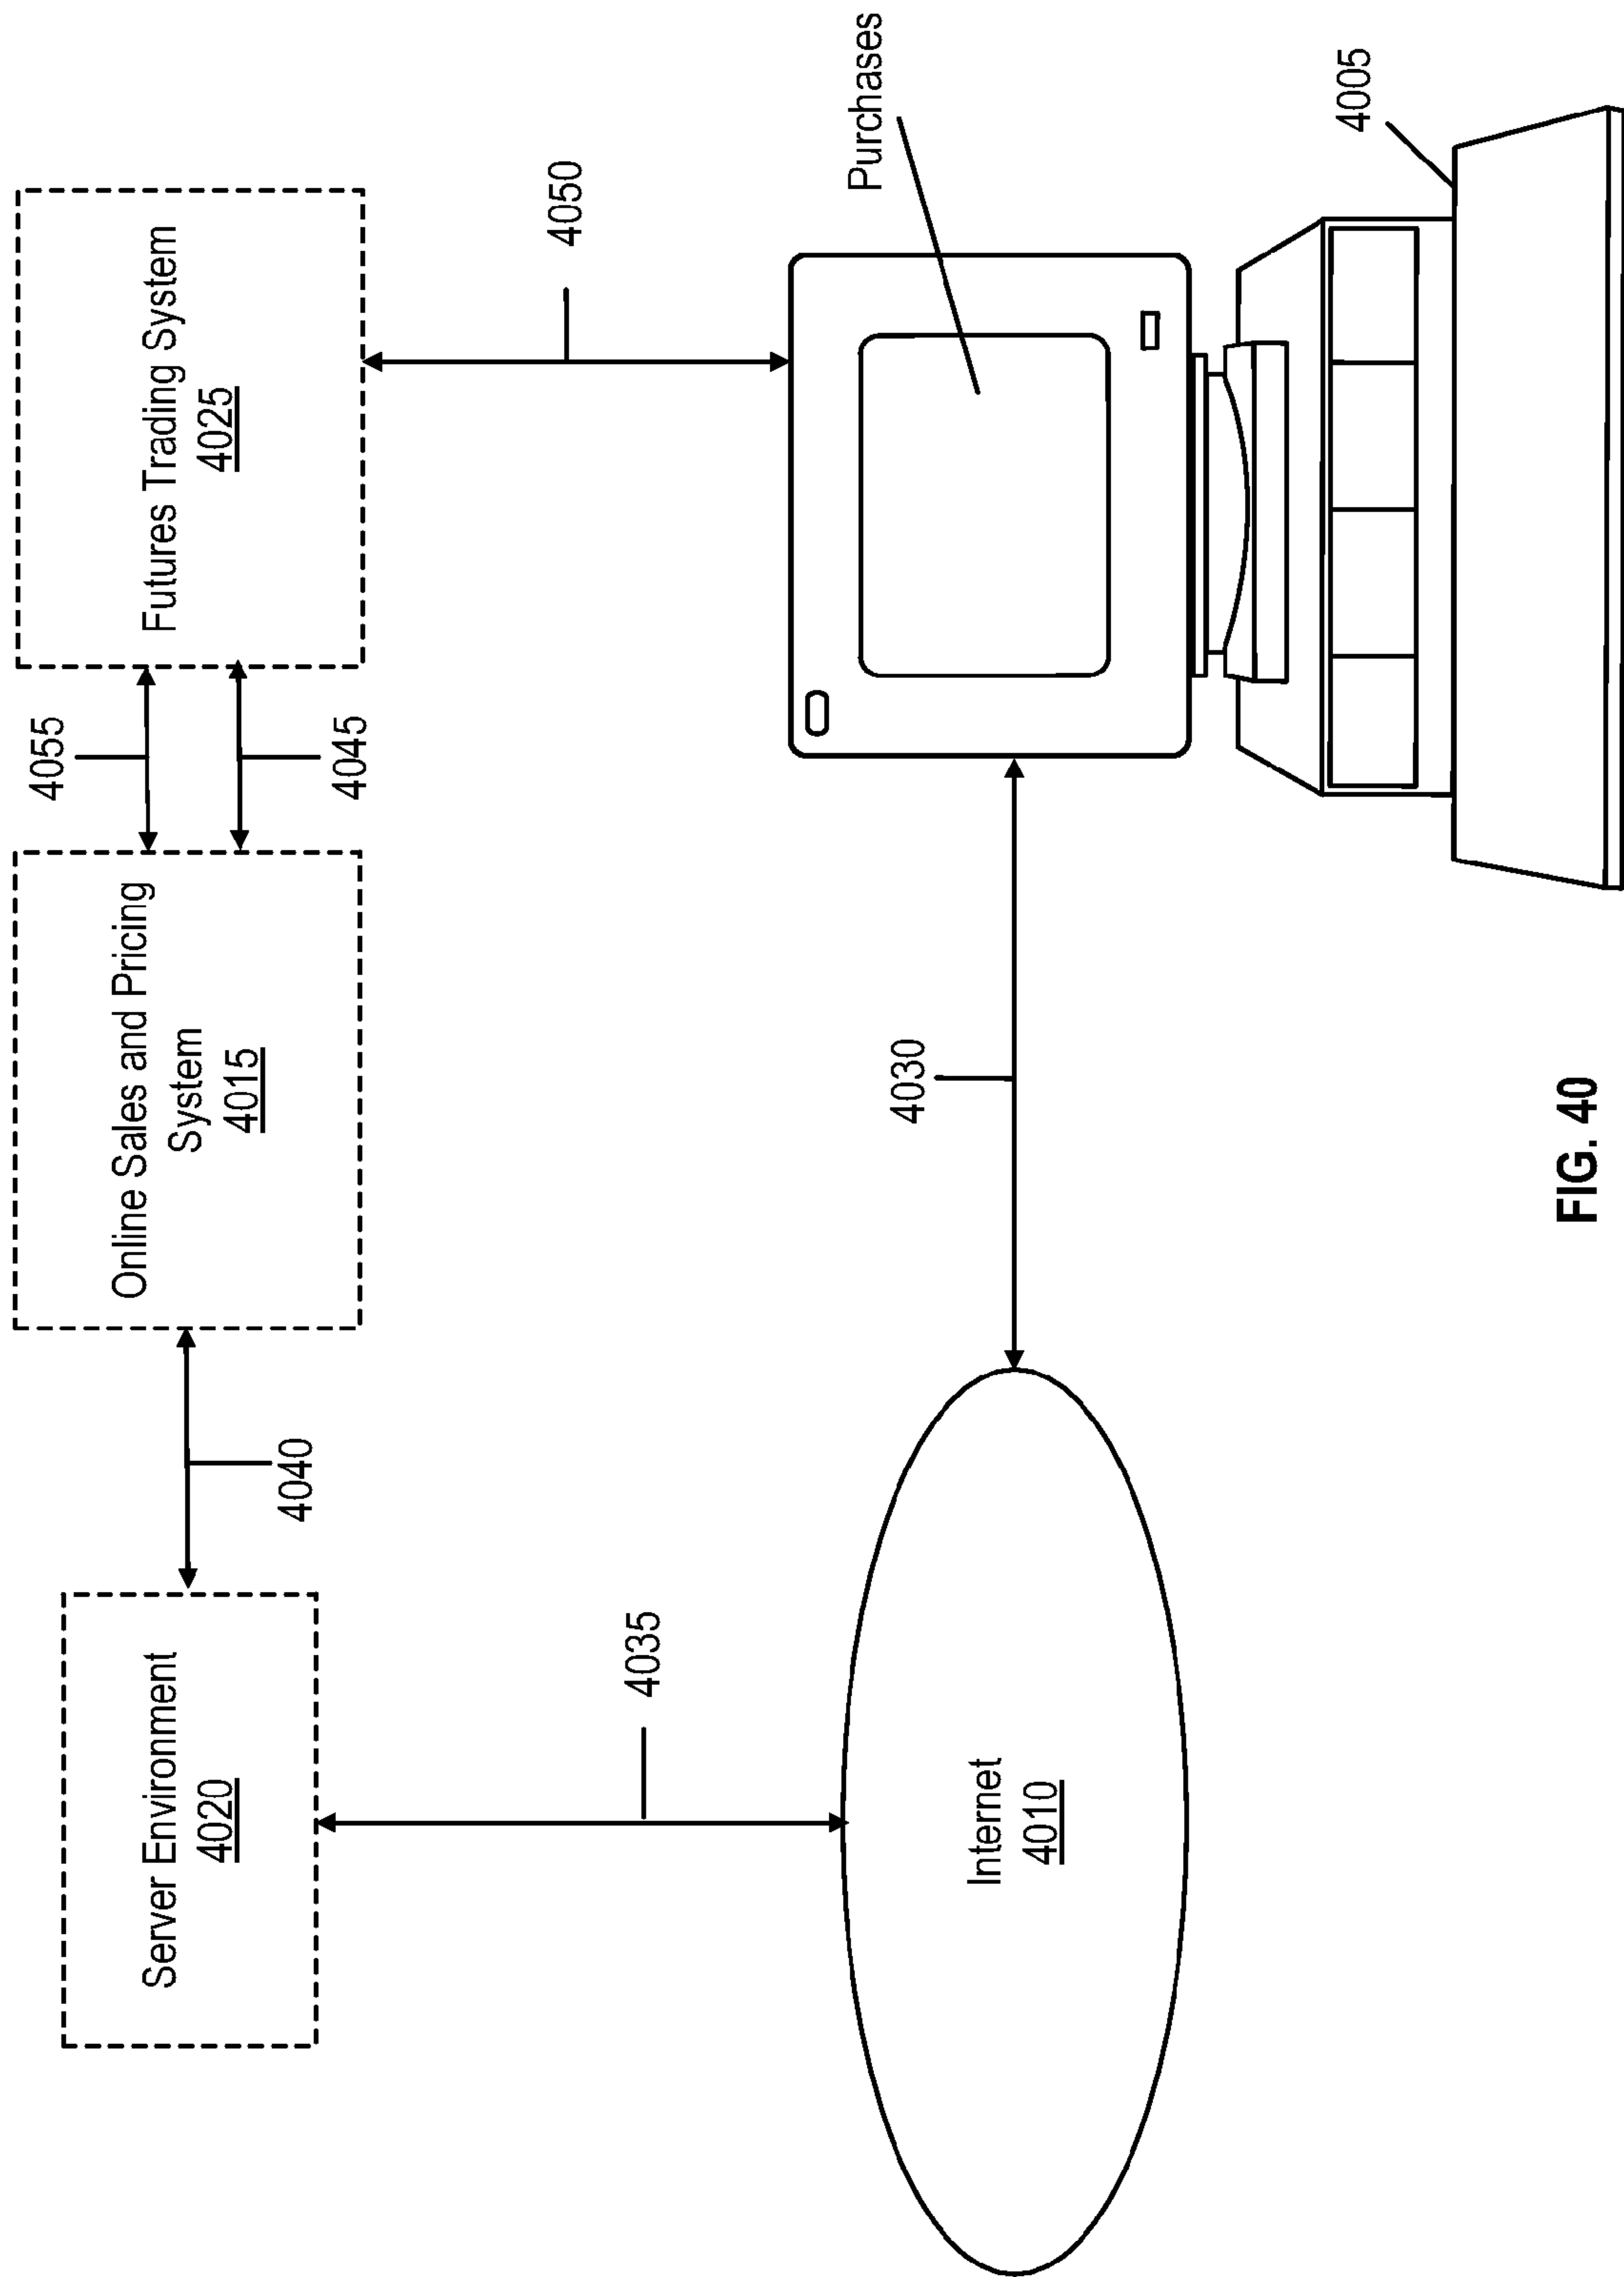 Server Environment
4020
4040
Online Sales and Pricing
System
4015
4055
4045
Futures Trading System
4025
4035
4050
Internet
4010
4030
Purchases
4005
FIG. 40